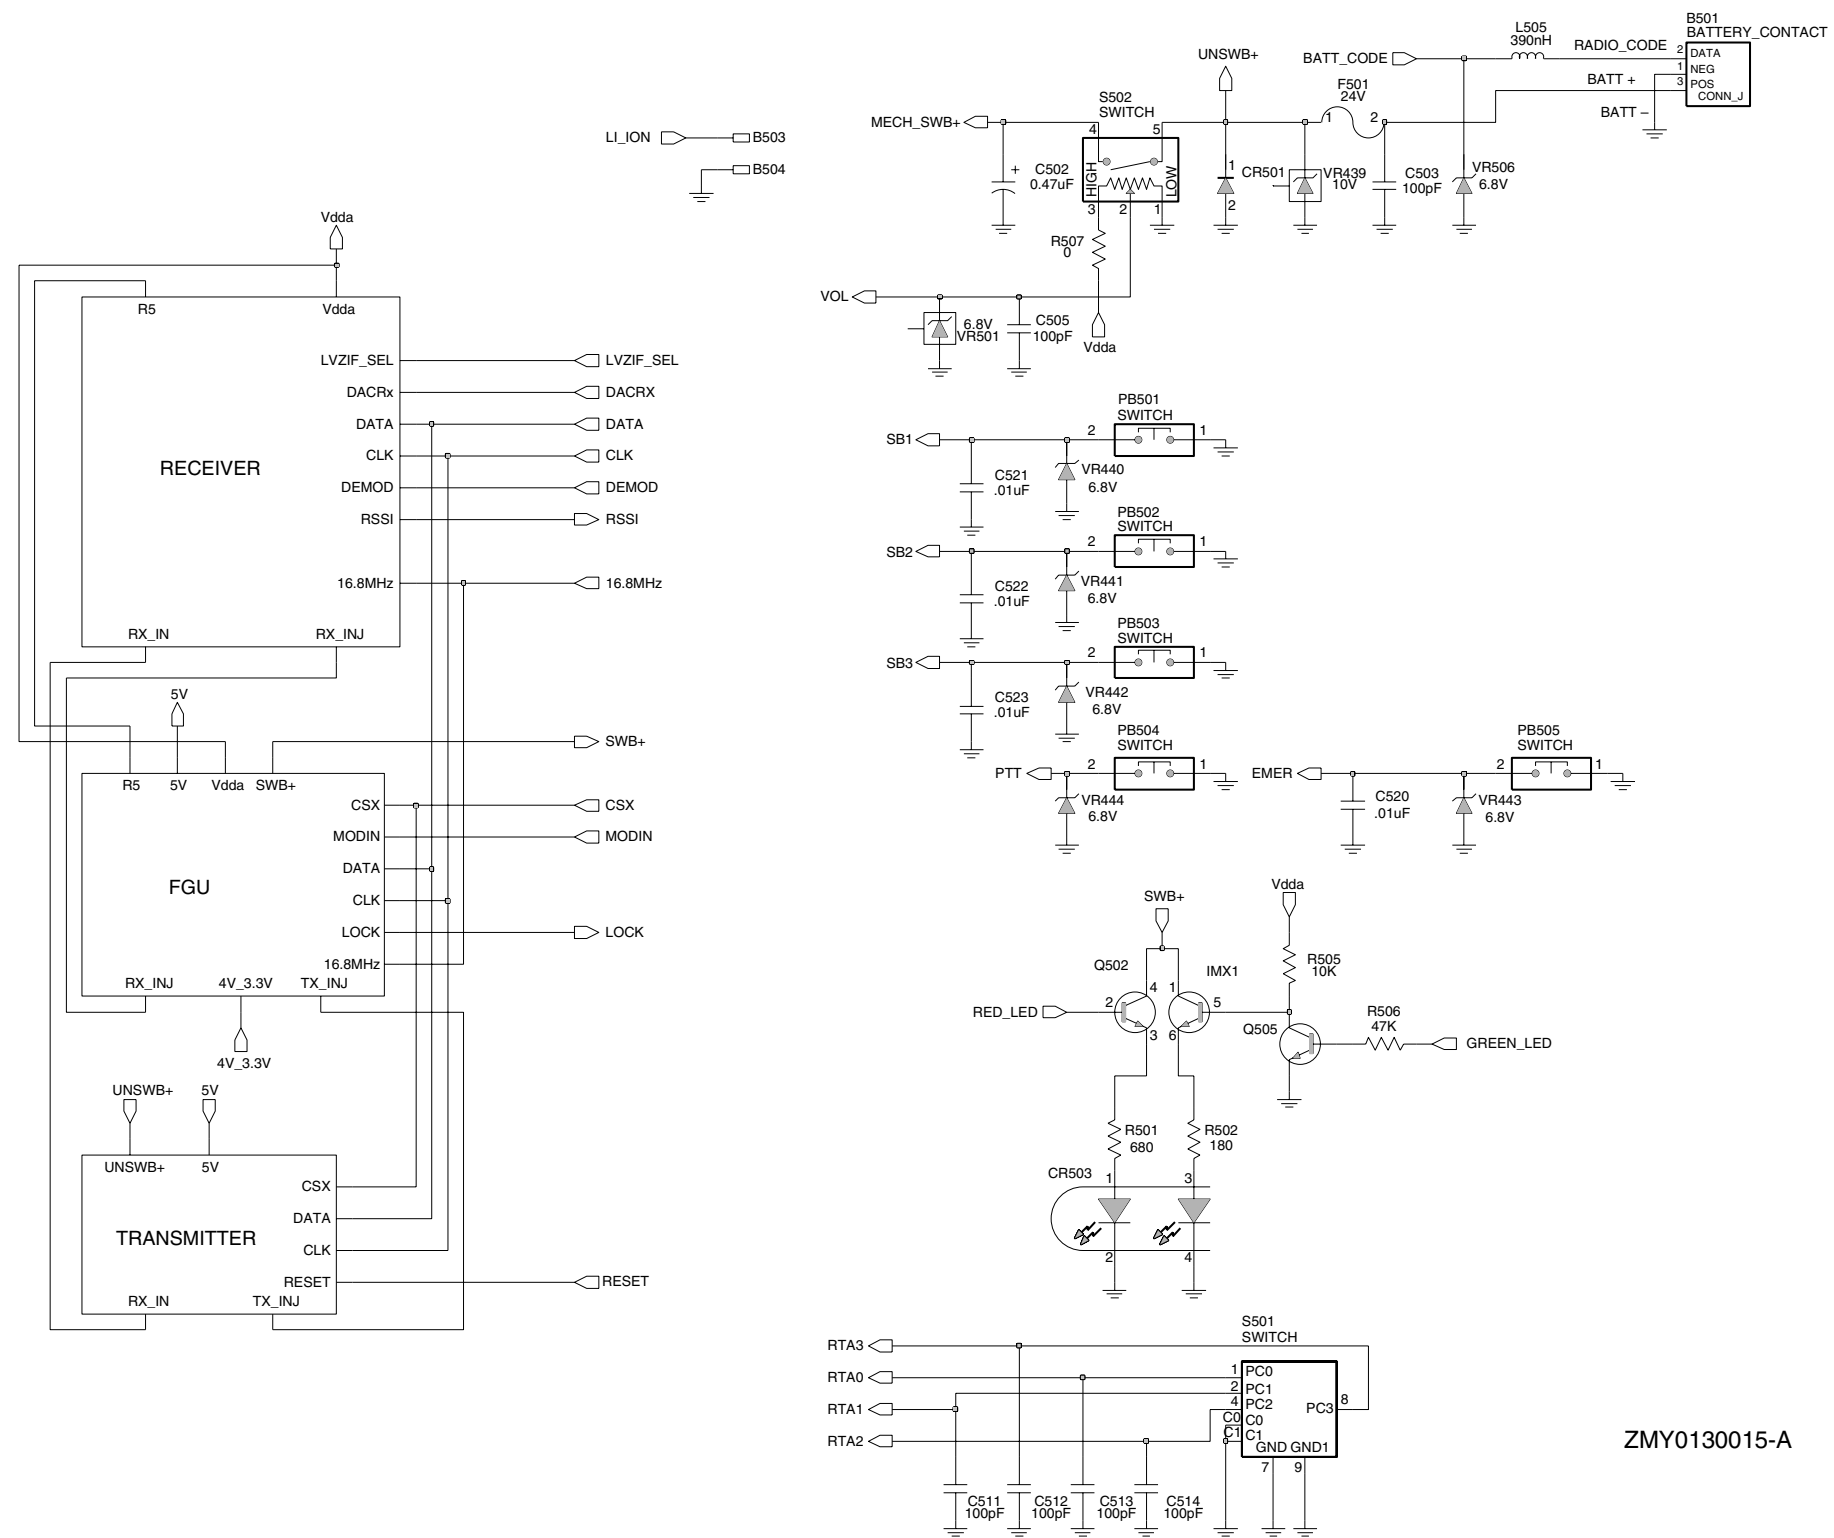 L505
390nH
B501
BATTERY_CONTACT
RADIO_CODE
2
DATA
1
NEG
3
POS
CONN_J
BATT +
BATT –
UNSWB+
BATT_CODE
F501
24V
1
2
S502
SWITCH
MECH_SWB+
4
5
HIGH
LOW
3
2
1
+
C502
0.47uF
1
CR501
2
VR439
10V
C503
100pF
VR506
6.8V
R507
0
VOL
6.8V
VR501
C505
100pF
Vdda
LI_ION
B503
B504
Vdda
R5
Vdda
LVZIF_SEL
LVZIF_SEL
DACRx
DACRX
DATA
DATA
RECEIVER
CLK
CLK
DEMOD
DEMOD
RSSI
RSSI
16.8MHz
16.8MHz
RX_IN
RX_INJ
5V
SWB+
R5
5V
Vdda
SWB+
CSX
CSX
MODIN
MODIN
DATA
FGU
CLK
LOCK
LOCK
16.8MHz
RX_INJ
4V_3.3V
TX_INJ
4V_3.3V
UNSWB+
5V
UNSWB+
5V
CSX
DATA
TRANSMITTER
CLK
RESET
RESET
RX_IN
TX_INJ
PB501
SWITCH
SB1
2
1
C521
.01uF
VR440
6.8V
PB502
SWITCH
SB2
2
1
C522
.01uF
VR441
6.8V
PB503
SWITCH
SB3
2
1
C523
.01uF
VR442
6.8V
PB504
SWITCH
PTT
2
1
VR444
6.8V
PB505
SWITCH
EMER
2
1
C520
.01uF
VR443
6.8V
SWB+
Vdda
Q502
IMX1
R505
10K
4
1
RED_LED
2
5
3
6
Q505
R506
47K
GREEN_LED
R501
680
R502
180
CR503
1
3
2
4
S501
SWITCH
RTA3
RTA0
1
PC0
2
PC1
RTA1
4
PC2
PC3
8
C0
C0
RTA2
C1
C1
GND
GND1
7
9
C511
100pF
C512
100pF
C513
100pF
C514
100pF
ZMY0130015-A